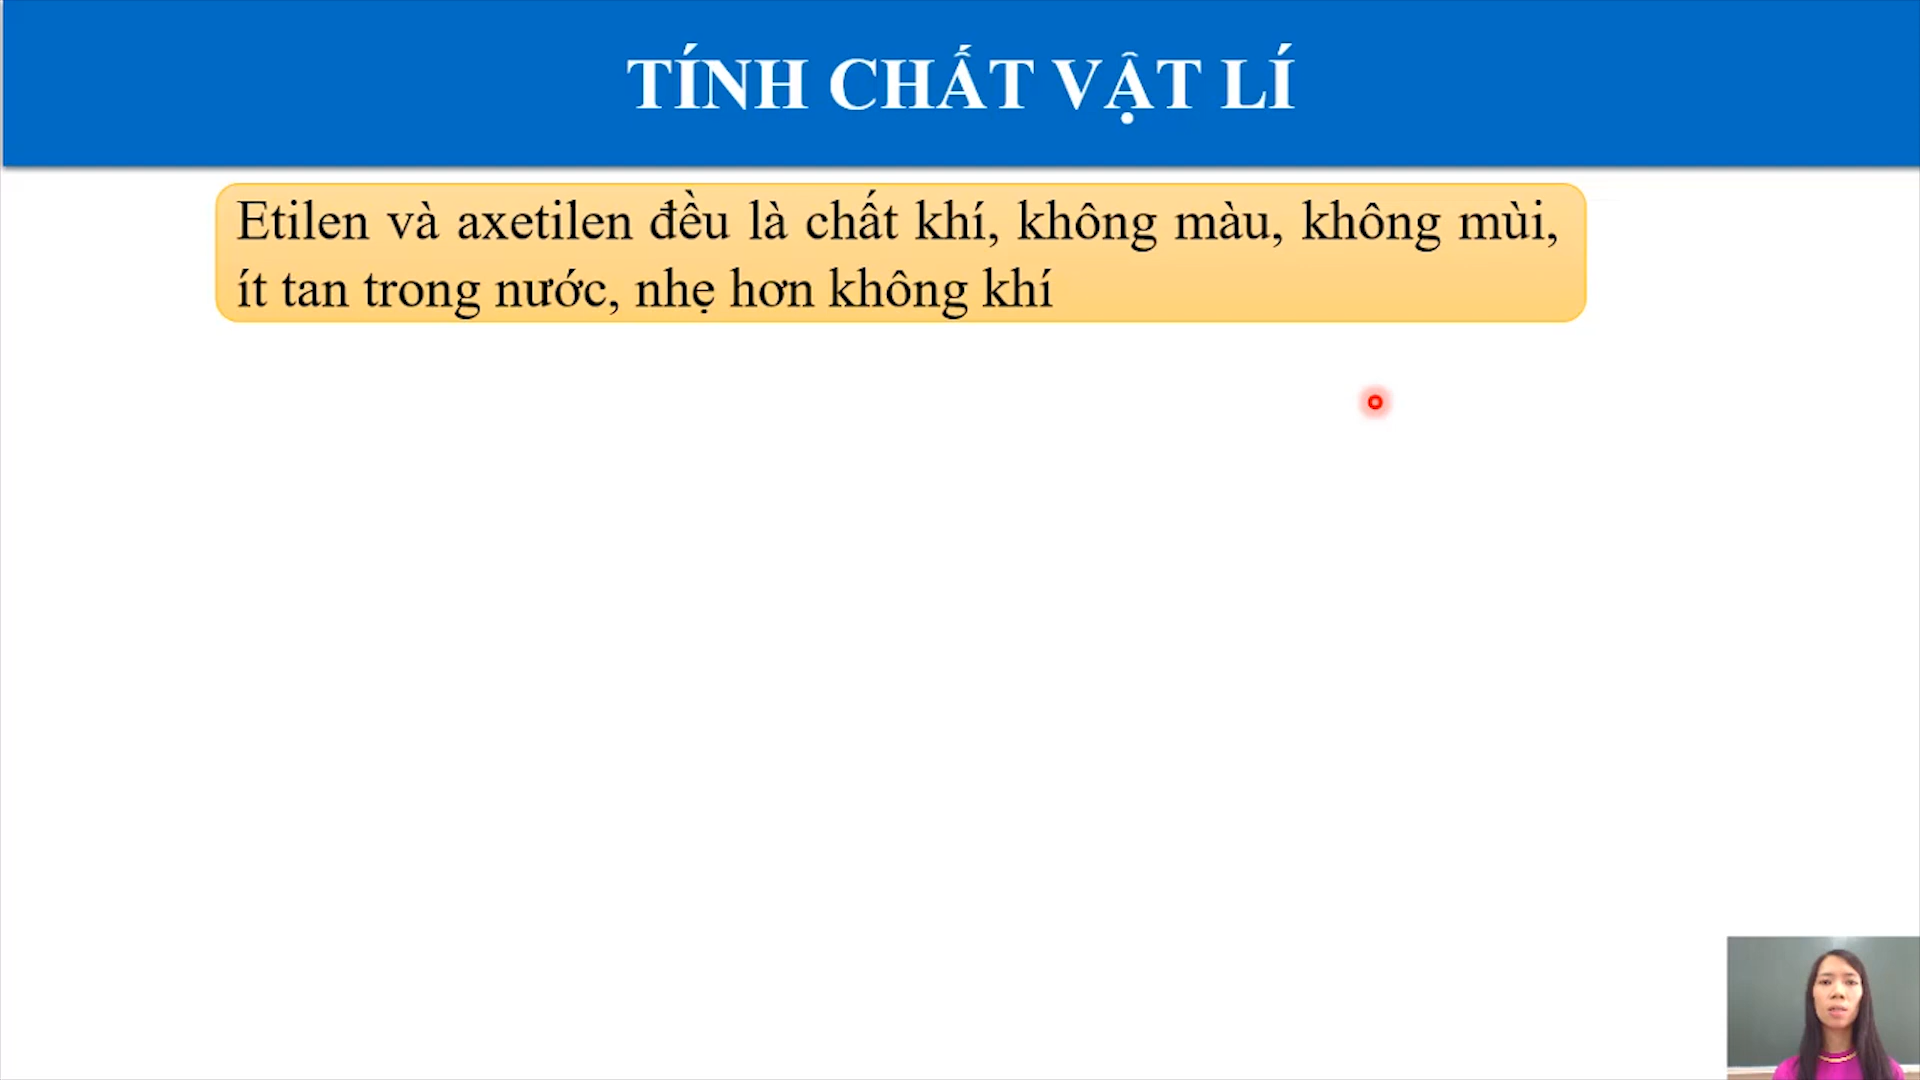 TÍNH CHẤT VẬT LÍ
Etilen và axetilen đều là chất khí, không màu, không mùi,
ít tan trong nước, nhẹ hơn không khí